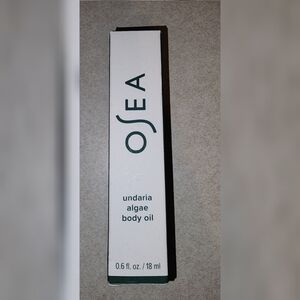 OSEA
undaria
algae
body oil
0.6 fl. oz. / 18 ml